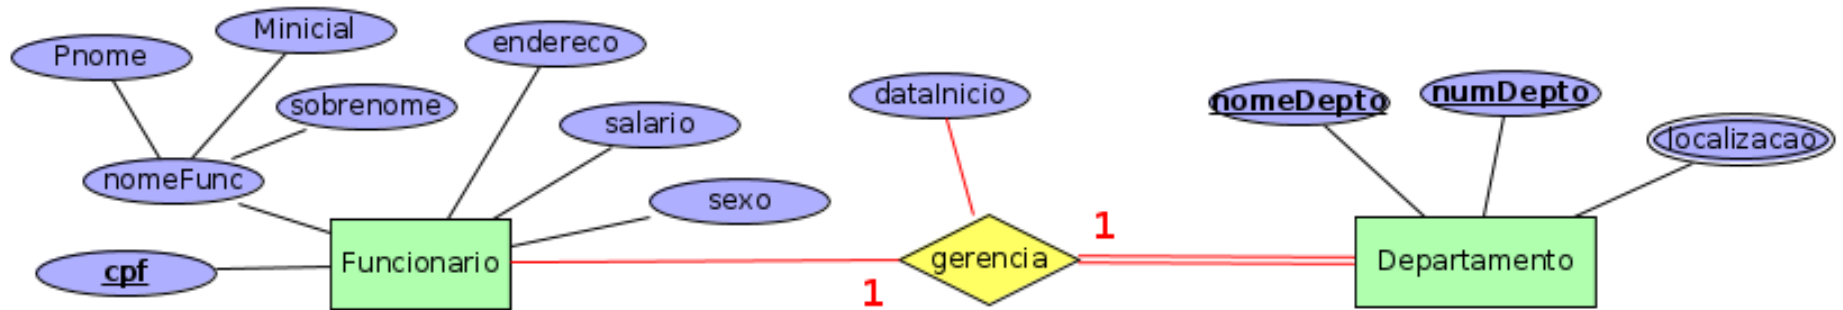 Minicial
Pnome
endereco
sobrenome
salario
dataInicio
nomeDepto
numDepto
localizacao
nomeFunc
sexo
cpf
Funcionario
1
gerencia
1
Departamento